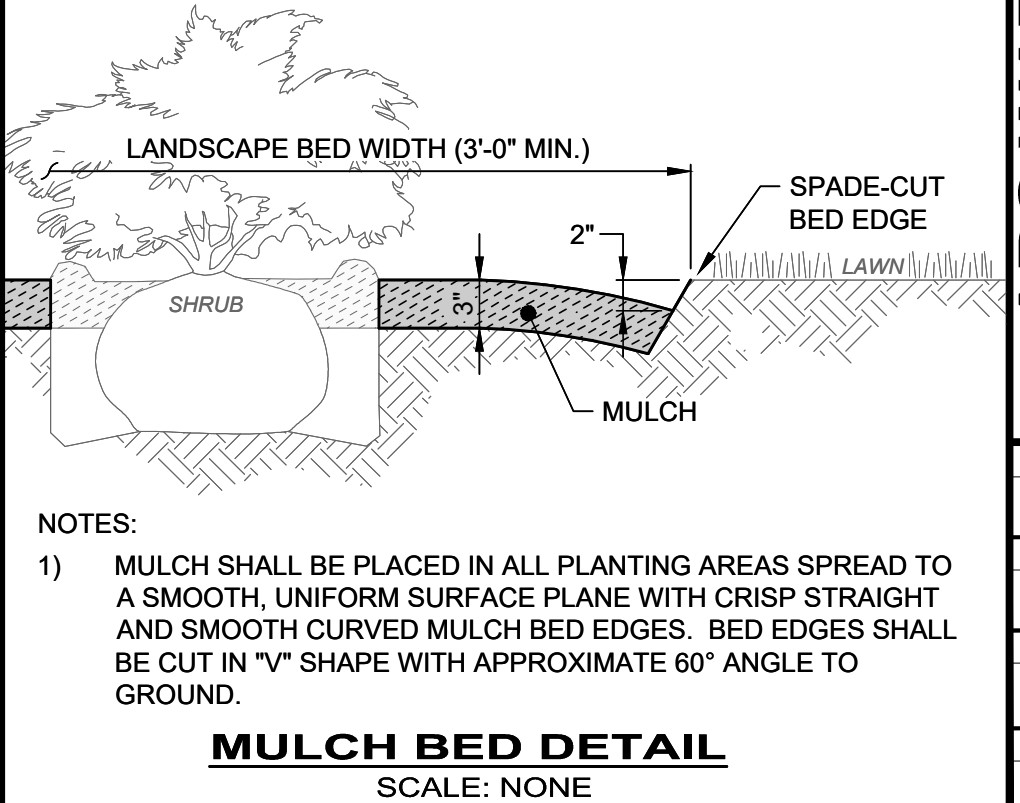 LANDSCAPE BED WIDTH (3'-0" MIN.)
SPADE-CUT
BED EDGE
2"
LAWN
SHRUB
3"
MULCH
NOTES:
1) MULCH SHALL BE PLACED IN ALL PLANTING AREAS SPREAD TO
A SMOOTH, UNIFORM SURFACE PLANE WITH CRISP STRAIGHT
AND SMOOTH CURVED MULCH BED EDGES. BED EDGES SHALL
BE CUT IN "V" SHAPE WITH APPROXIMATE 60° ANGLE TO
GROUND.
MULCH BED DETAIL
SCALE: NONE